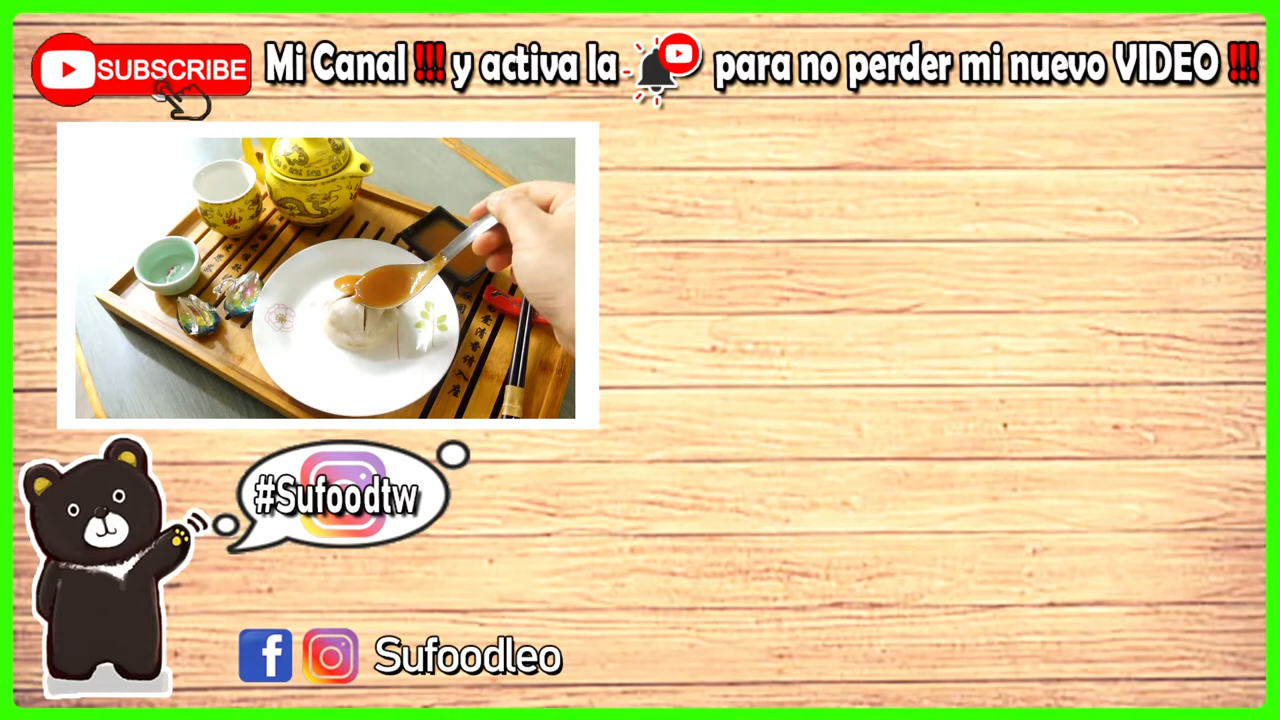 SUBSCRIBE Mi Canal !!! y activa la para no perder mi nuevo VIDEO !!!
#Sufoodtw
Sufoodleo